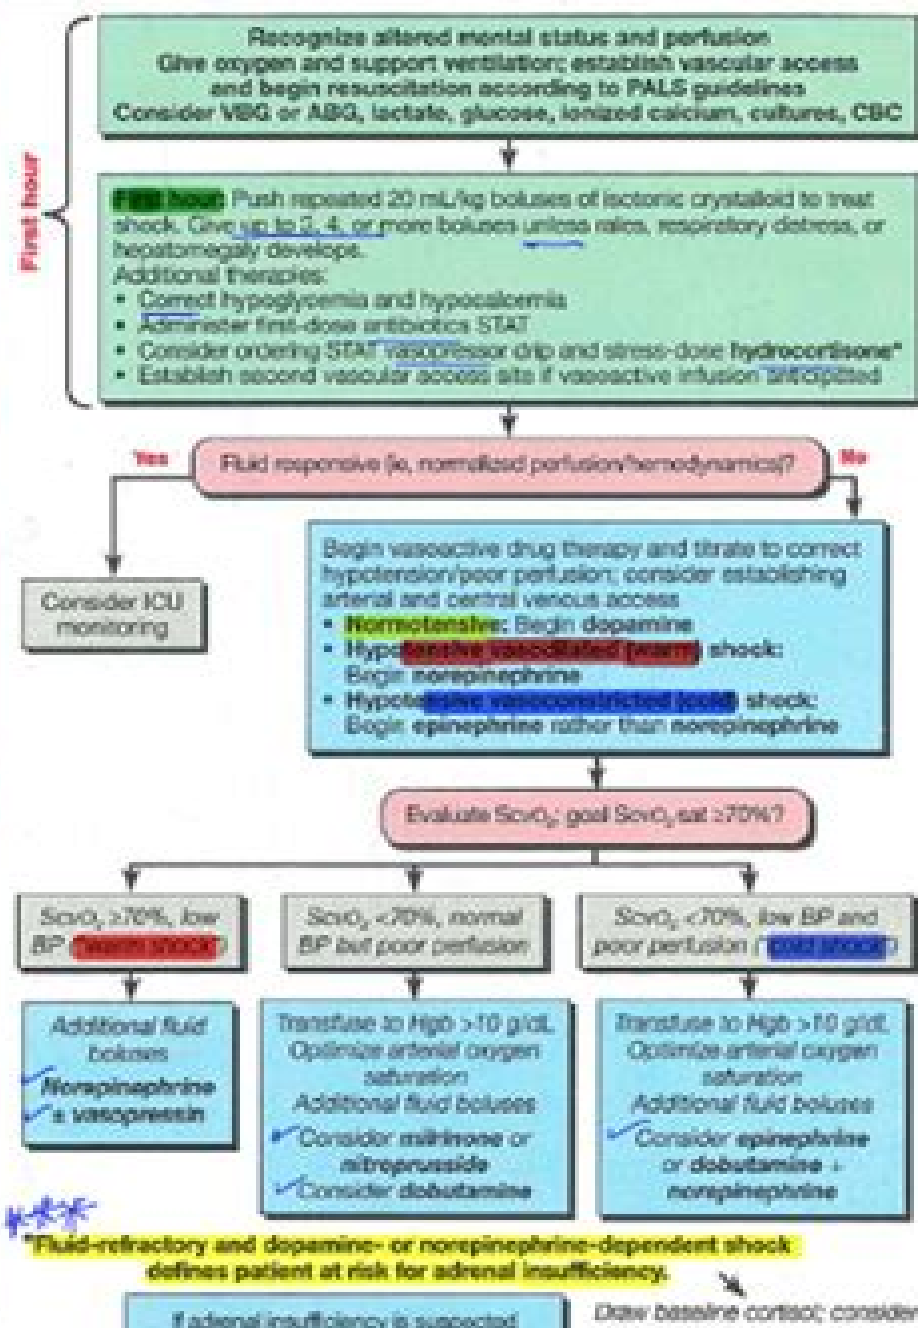 Recognize altered mental status and perfusion
Give oxygen and support ventilation; establish vascular access
and begin resuscitation according to PALS guidelines
Consider VBG or ABG, lactate, glucose, ionized calcium, cultures, CBC
First hour
First hour: Push repeated 20 mL/kg boluses of isotonic crystalloid to treat
shock. Give up to 2, 4, or more boluses unless rales, respiratory distress, or
hepatomegaly develops.
Additional therapies:
• Correct hypoglycemia and hypocalcemia
• Administer first-dose antibiotics STAT
• Consider ordering STAT vasopressor drip and stress-dose hydrocortisone*
• Establish second vascular access site if vasoactive infusion anticipated
Yes
Fluid responsive (ie, normalized perfusion/hemodynamics)?
No
Consider ICU
monitoring
Begin vasoactive drug therapy and titrate to correct
hypotension/poor perfusion; consider establishing
arterial and central venous access
• Normotensive: Begin dopamine
• Hypotensive vasodilated (warm) shock:
Begin norepinephrine
• Hypotensive vasoconstricted (cold) shock:
Begin epinephrine rather than norepinephrine
Evaluate ScvO₂; goal ScvO₂ sat ≥70%?
ScvO₂ ≥70%, low
BP ("warm shock")
ScvO₂ <70%, normal
BP but poor perfusion
ScvO₂ <70%, low BP and
poor perfusion ("cold shock")
Additional fluid
boluses
Norepinephrine
± vasopressin
Transfuse to Hgb >10 g/dL
Optimize arterial oxygen
saturation
Additional fluid boluses
Consider milrinone or
nitroprusside
Consider dobutamine
Transfuse to Hgb >10 g/dL
Optimize arterial oxygen
saturation
Additional fluid boluses
Consider epinephrine
or dobutamine +
norepinephrine
*Fluid-refractory and dopamine- or norepinephrine-dependent shock
defines patient at risk for adrenal insufficiency.
If adrenal insufficiency is suspected
Draw baseline cortisol; consider